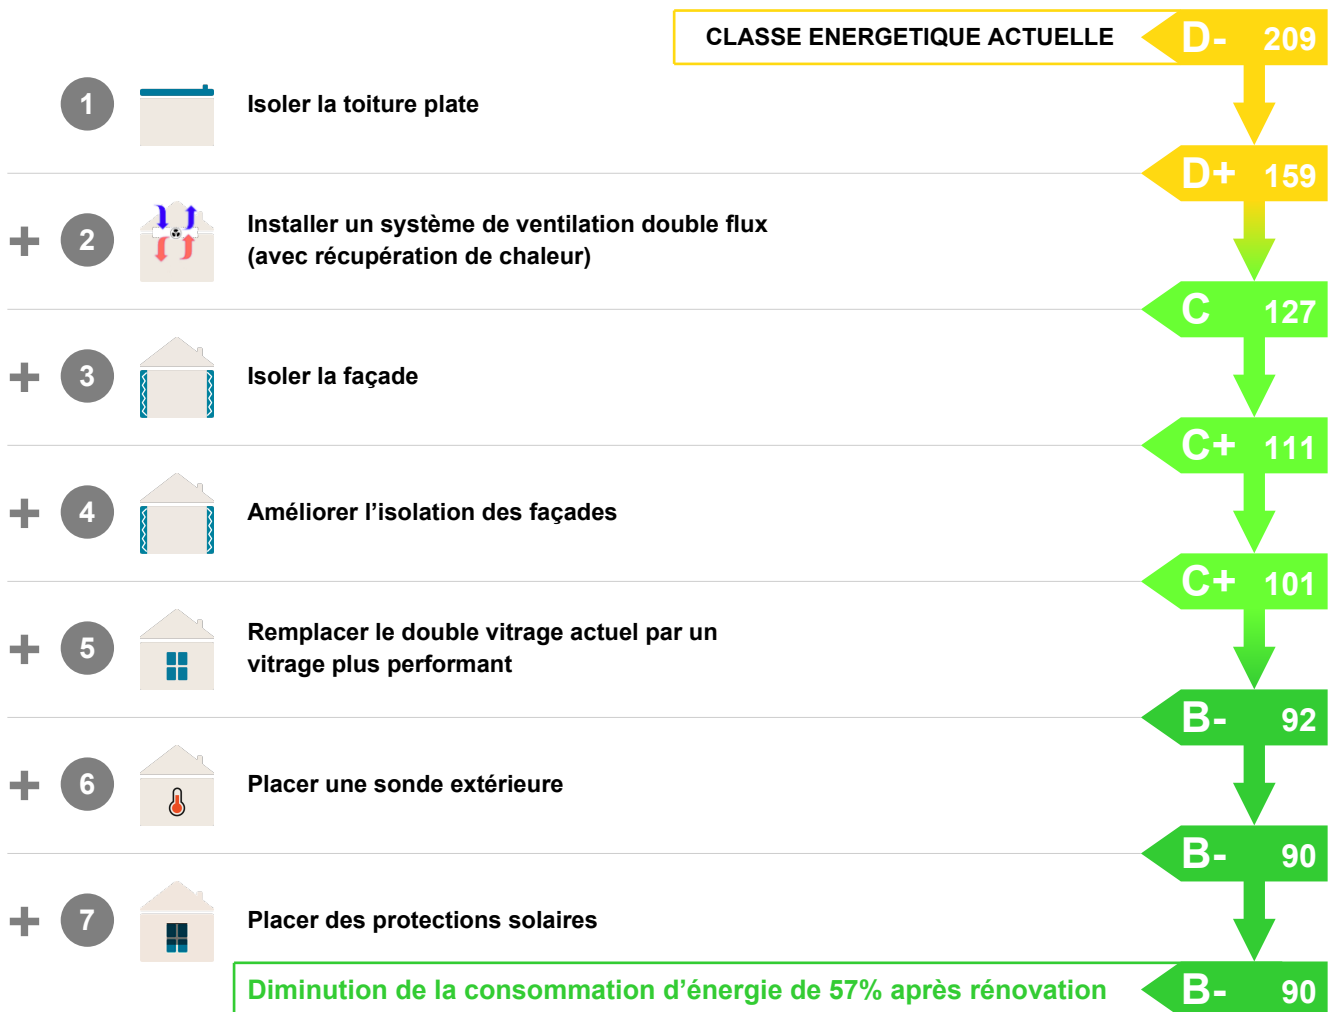 CLASSE ENERGETIQUE ACTUELLE D- 209
1 Isoler la toiture plate
D+ 159
+ 2 Installer un système de ventilation double flux
(avec récupération de chaleur)
C 127
+ 3 Isoler la façade
C+ 111
+ 4 Améliorer l’isolation des façades
C+ 101
+ 5 Remplacer le double vitrage actuel par un
vitrage plus performant
B- 92
+ 6 Placer une sonde extérieure
B- 90
+ 7 Placer des protections solaires
Diminution de la consommation d’énergie de 57% après rénovation B- 90